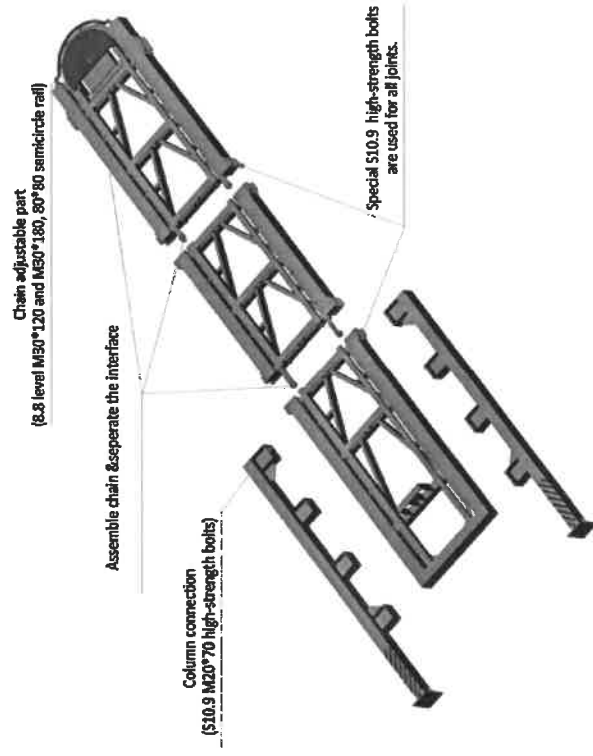 Chain adjustable part
(8.8 level M30*120 and M30*180, 80*80 semicircle rail)
Assemble chain &seperate the interface
Special S10.9 high-strength bolts
are used for all joints.
Column connection
(S10.9 M20*70 high-strength bolts)